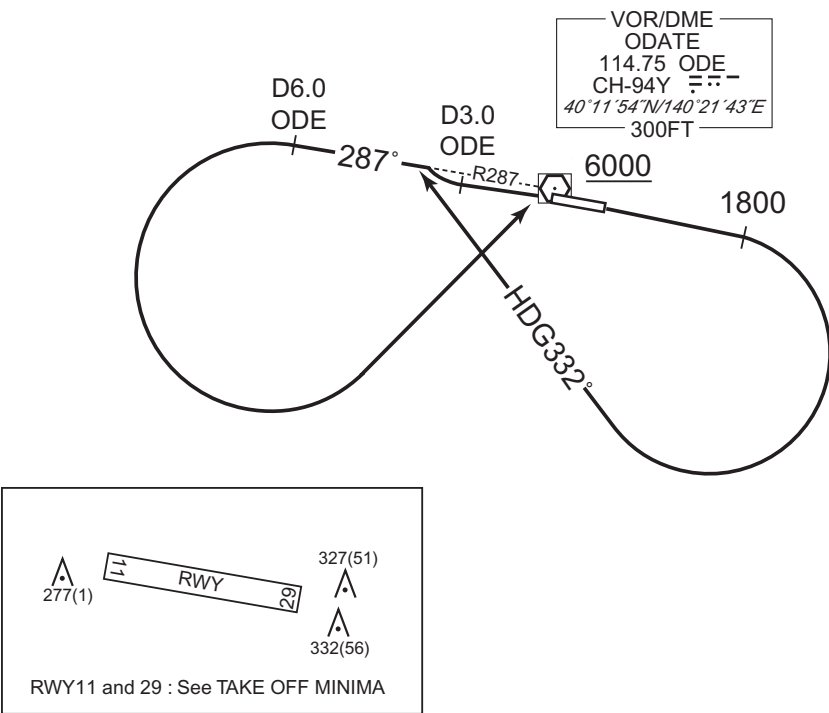 VOR/DME
ODATE
114.75 ODE
CH-94Y
40°11´54˝N/140°21´43˝E
300FT
D6.0
ODE
D3.0
ODE
287°
R287
6000
1800
HDG332°
327(51)
277(1)
11
RWY
29
332(56)
RWY11 and 29 : See TAKE OFF MINIMA